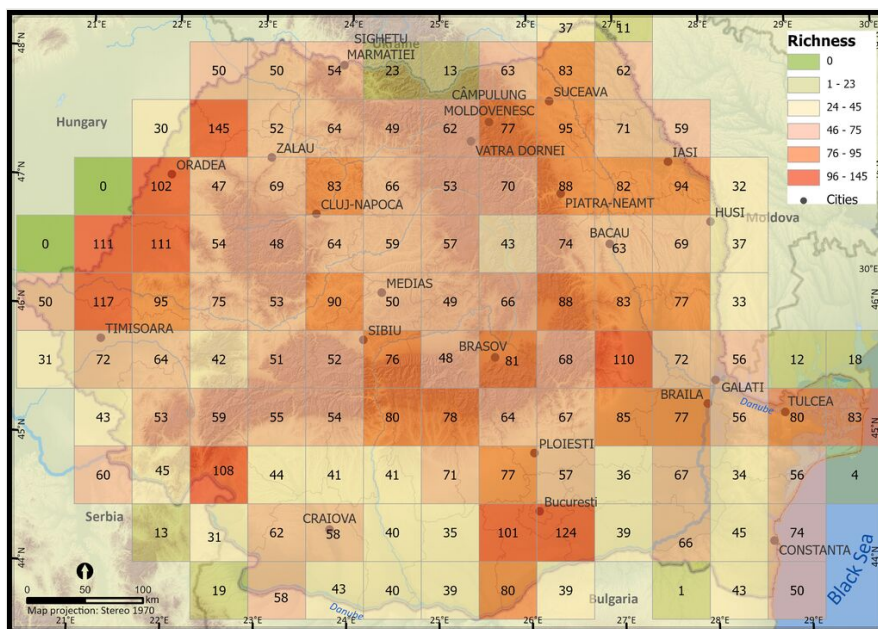 21°E 22°E 23°E 24°E 25°E 26°E 27°E 28°E 29°E 30°E
48°N 37 11 48°N
SIGHETU
MARMATIEI
Ukraine
Richness
0
1 - 23
24 - 45
46 - 75
76 - 95
96 - 145
Cities
50 50 54 23 13 63 83 62
CÂMPULUNG
MOLDOVENESC
SUCEAVA
Hungary
30 145 52 64 49 62 77 95 71 59
ZALAU
VATRA DORNEI
IASI
ORADEA
47°N 47°N
0 102 47 69 83 66 53 70 88 82 94 32
CLUJ-NAPOCA
PIATRA-NEAMT
HUSI
Moldova
0 111 111 54 48 64 59 57 43 74 BACAU 63 69 37
30°E
46°N 46°N
MEDIAS
50 117 95 75 53 90 50 49 66 88 83 77 33
TIMISOARA
SIBIU
BRASOV
31 72 64 42 51 52 76 48 81 68 110 72 56 12 18
GALATI
BRAILA
Danube
TULCEA
45°N 45°N
43 53 59 55 54 80 78 64 67 85 77 56 80 83
PLOIESTI
60 45 108 44 41 41 71 77 57 36 67 34 56 4
Serbia
Bucuresti
CRAIOVA
13 31 62 58 40 35 101 124 39 66 45 74
CONSTANTA
44°N 44°N
Black Sea
19 58 43 40 39 80 39 1 43 50
Danube
Bulgaria
0 50 100
km
Map projection: Stereo 1970
21°E 22°E 23°E 24°E 25°E 26°E 27°E 28°E 29°E